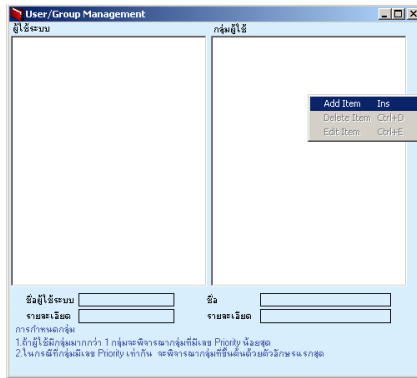 User/Group Management
ผู้ใช้ระบบ กลุ่มผู้ใช้
Add Item Ins
Delete Item Ctrl+D
Edit Item Ctrl+E
ชื่อผู้ใช้ระบบ ชื่อ
รายละเอียด รายละเอียด
การกำหนดกลุ่ม
1.ถ้าผู้ใช้มีกลุ่มมากกว่า 1 กลุ่มจะพิจารณากลุ่มที่มีเลข Priority น้อยสุด
2.ในกรณีที่กลุ่มมีเลข Priority เท่ากัน จะพิจารณากลุ่มที่ขึ้นต้นด้วยตัวอักษรแรกสุด